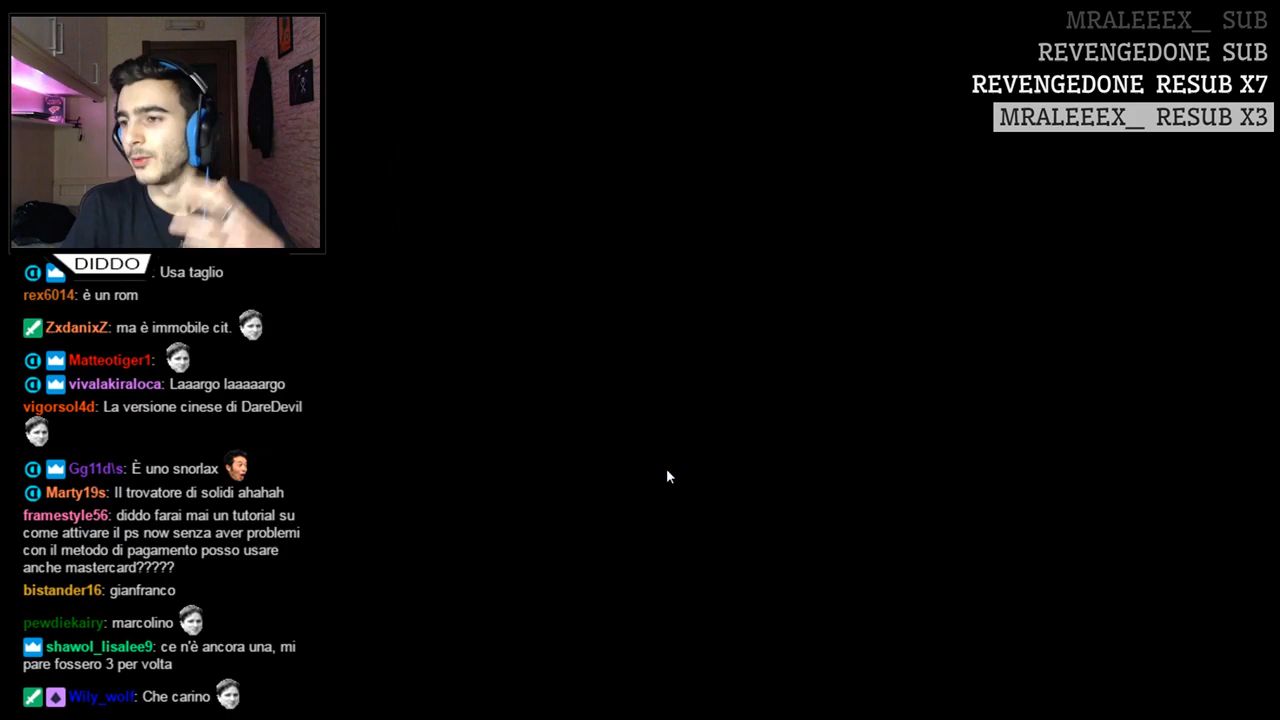 MRALEEEX_ SUB
REVENGEDONE SUB
REVENGEDONE RESUB X7
MRALEEEX_ RESUB X3
DIDDO
. Usa taglio
rex6014: è un rom
ZxdanixZ: ma è immobile cit.
Matteotiger1:
vivalakiraloca: Laaargo laaaaargo
vigorsol4d: La versione cinese di DareDevil
Gg11d\s: È uno snorlax
Marty19s: Il trovatore di solidi ahahah
framestyle56: diddo farai mai un tutorial su
come attivare il ps now senza aver problemi
con il metodo di pagamento posso usare
anche mastercard?????
bistander16: gianfranco
pewdiekairy: marcolino
shawol_lisalee9: ce n'è ancora una, mi
pare fossero 3 per volta
Wily_wolf: Che carino